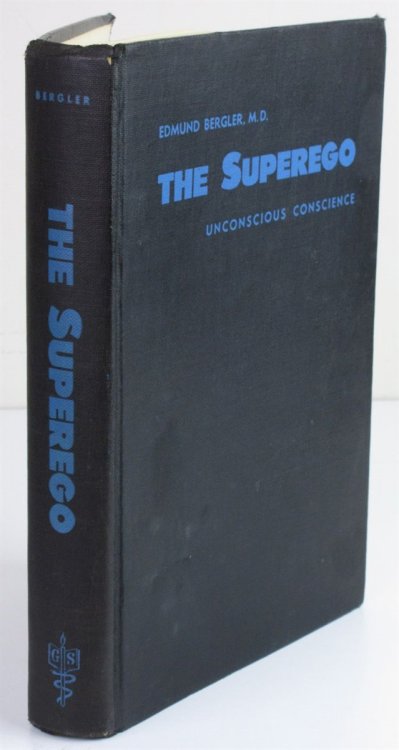 EDMUND BERGLER, M.D.
THE SUPEREGO
UNCONSCIOUS CONSCIENCE
BERGLER
THE SUPEREGO
G S